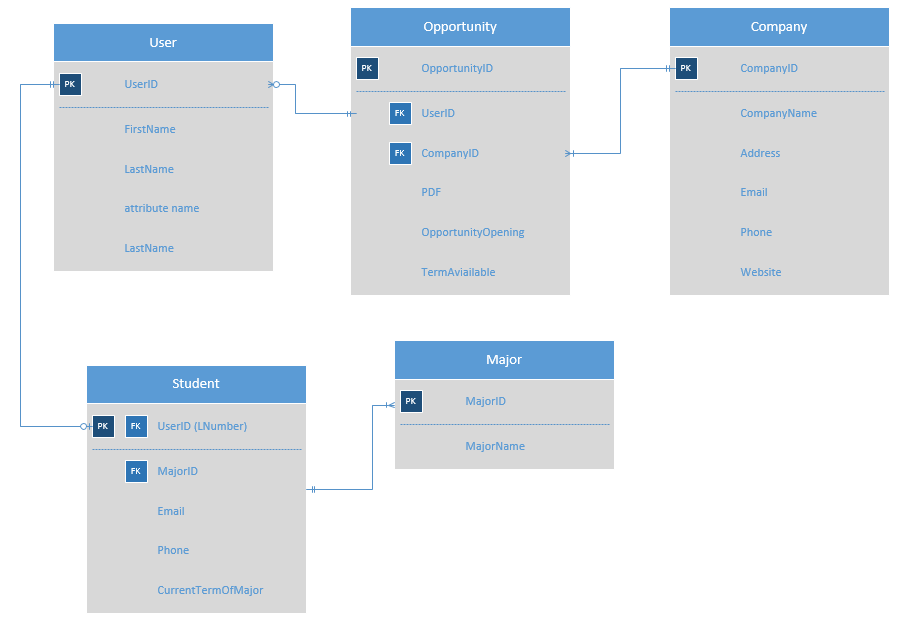 User
PK UserID
FirstName
LastName
attribute name
LastName
Opportunity
PK OpportunityID
FK UserID
FK CompanyID
PDF
OpportunityOpening
TermAviailable
Company
PK CompanyID
CompanyName
Address
Email
Phone
Website
Student
PK FK UserID (LNumber)
FK MajorID
Email
Phone
CurrentTermOfMajor
Major
PK MajorID
MajorName